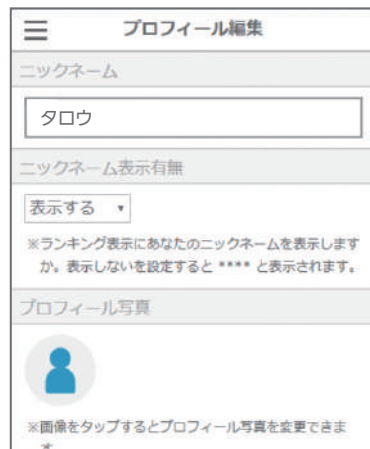 プロフィール編集
ニックネーム
タロウ
ニックネーム表示有無
表示する
※ランキング表示にあなたのニックネームを表示します
か。表示しないを設定すると **** と表示されます。
プロフィール写真
※画像をタップするとプロフィール写真を変更できま
す。